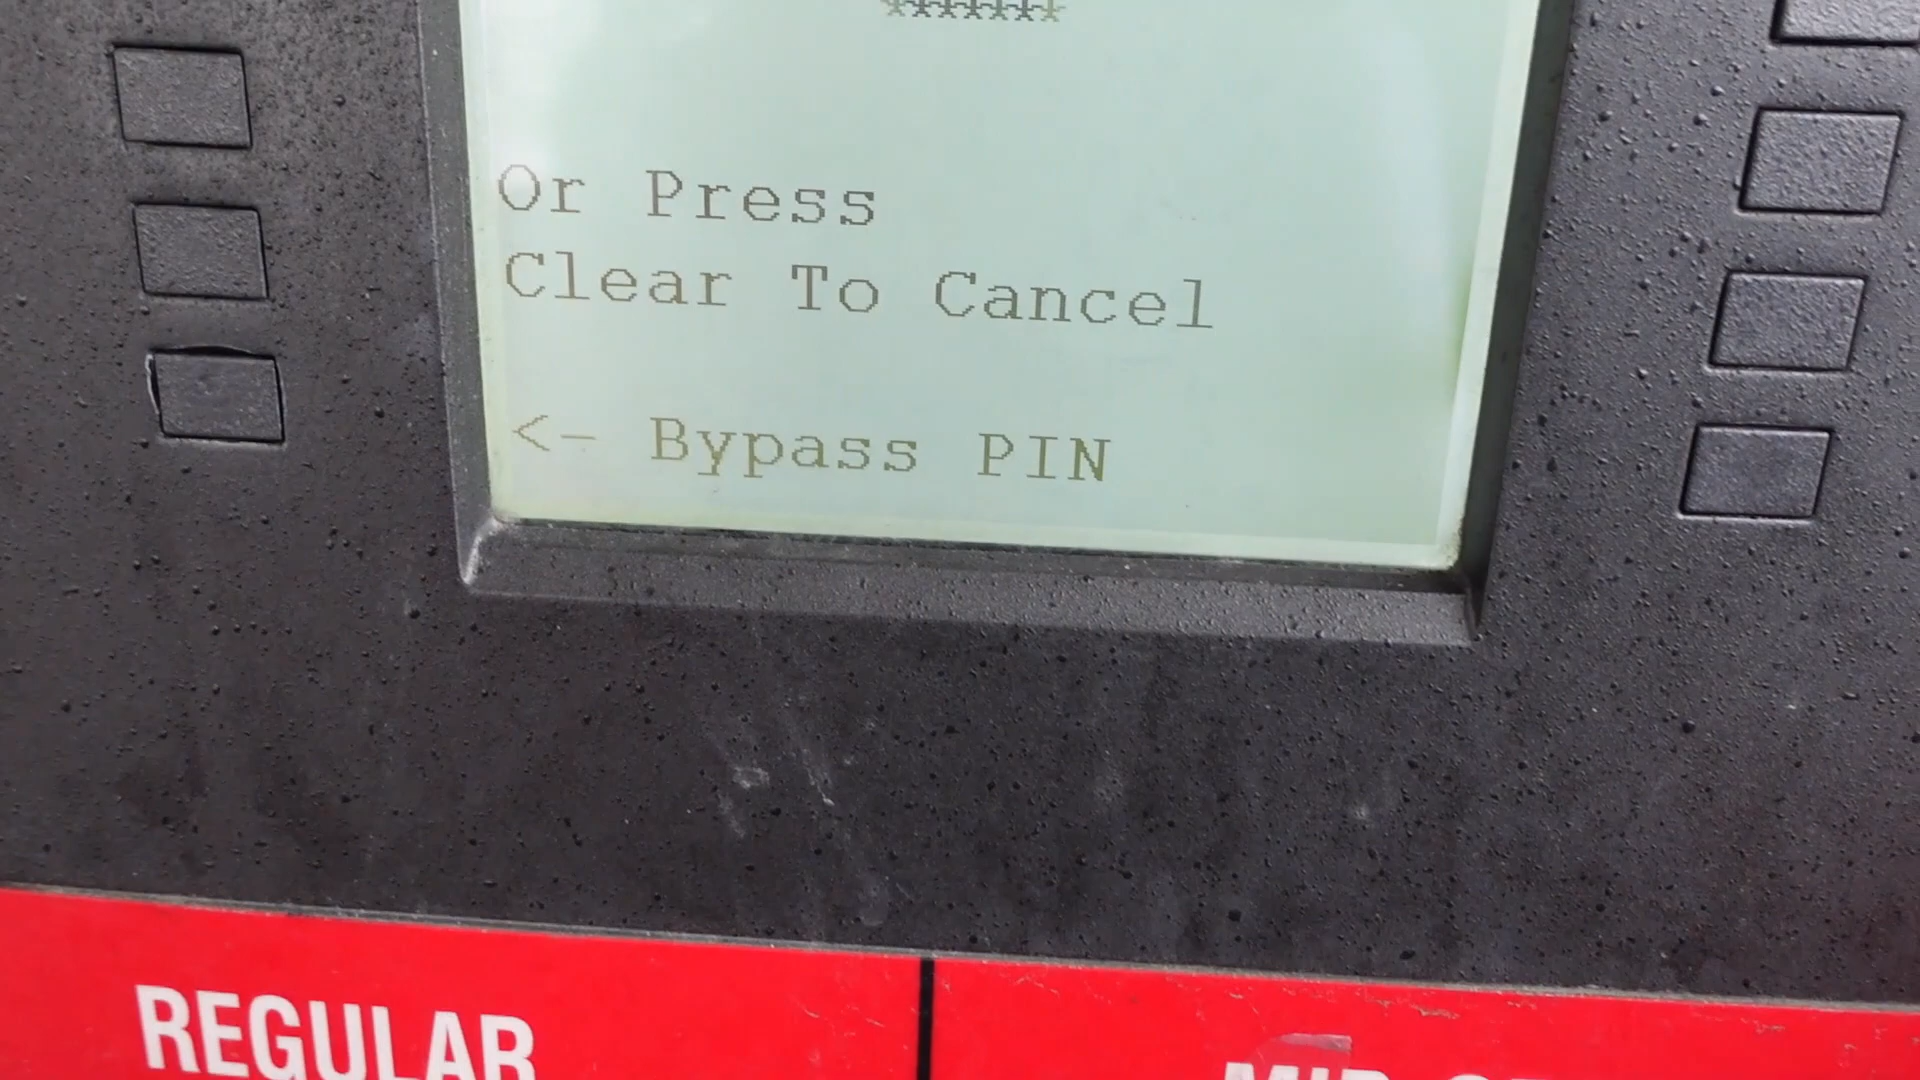 Or Press
Clear To Cancel
<- Bypass PIN
REGULAR